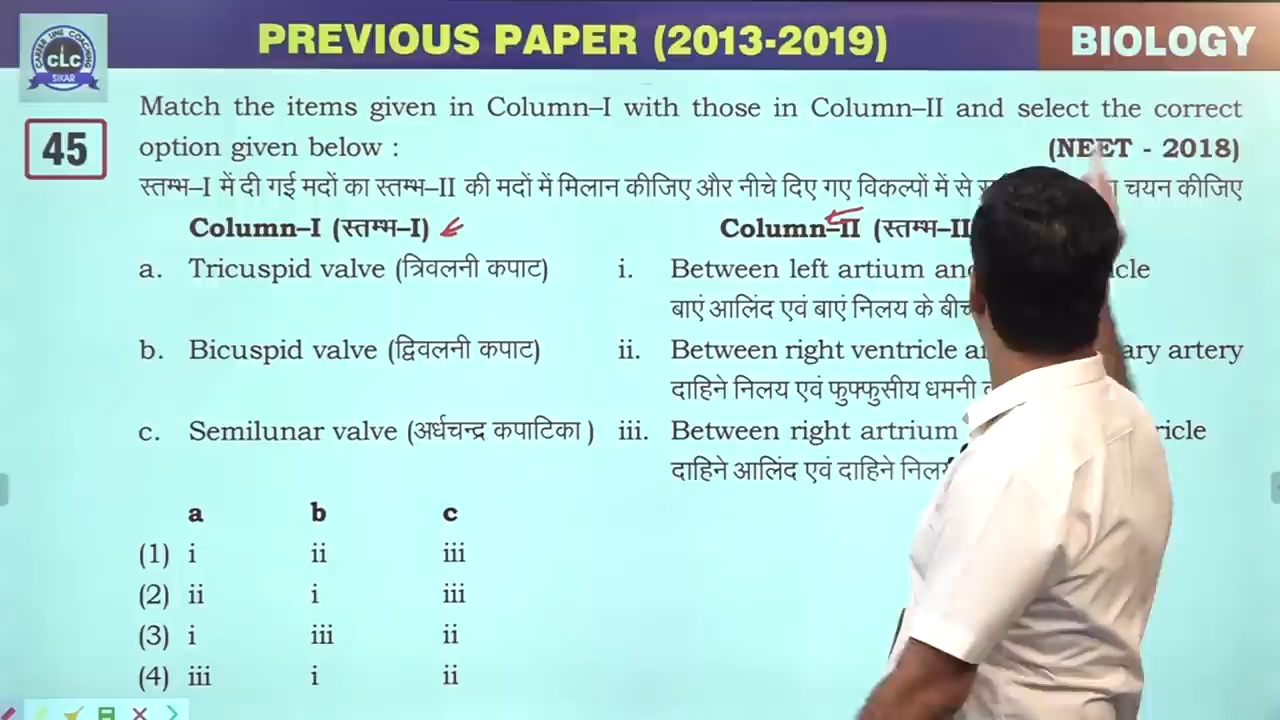 CAREER LINE COACHING
CLC
SIKAR
PREVIOUS PAPER (2013-2019)
BIOLOGY
45
Match the items given in Column–I with those in Column–II and select the correct
option given below :
(NEET - 2018)
स्तम्भ–I में दी गई मदों का स्तम्भ–II की मदों में मिलान कीजिए और नीचे दिए गए विकल्पों में से चयन कीजिए
Column–I (स्तम्भ–I)
Column–II (स्तम्भ–II
a. Tricuspid valve (त्रिवलनी कपाट)
i. Between left artium
बाएं आलिंद एवं बाएं निलय के बीच
b. Bicuspid valve (द्विवलनी कपाट)
ii. Between right ventricle artery
दाहिने निलय एवं फुफ्फुसीय धमनी
c. Semilunar valve (अर्धचन्द्र कपाटिका )
iii. Between right artrium
दाहिने आलिंद एवं दाहिने
a b c
(1) i ii iii
(2) ii i iii
(3) i iii ii
(4) iii i ii